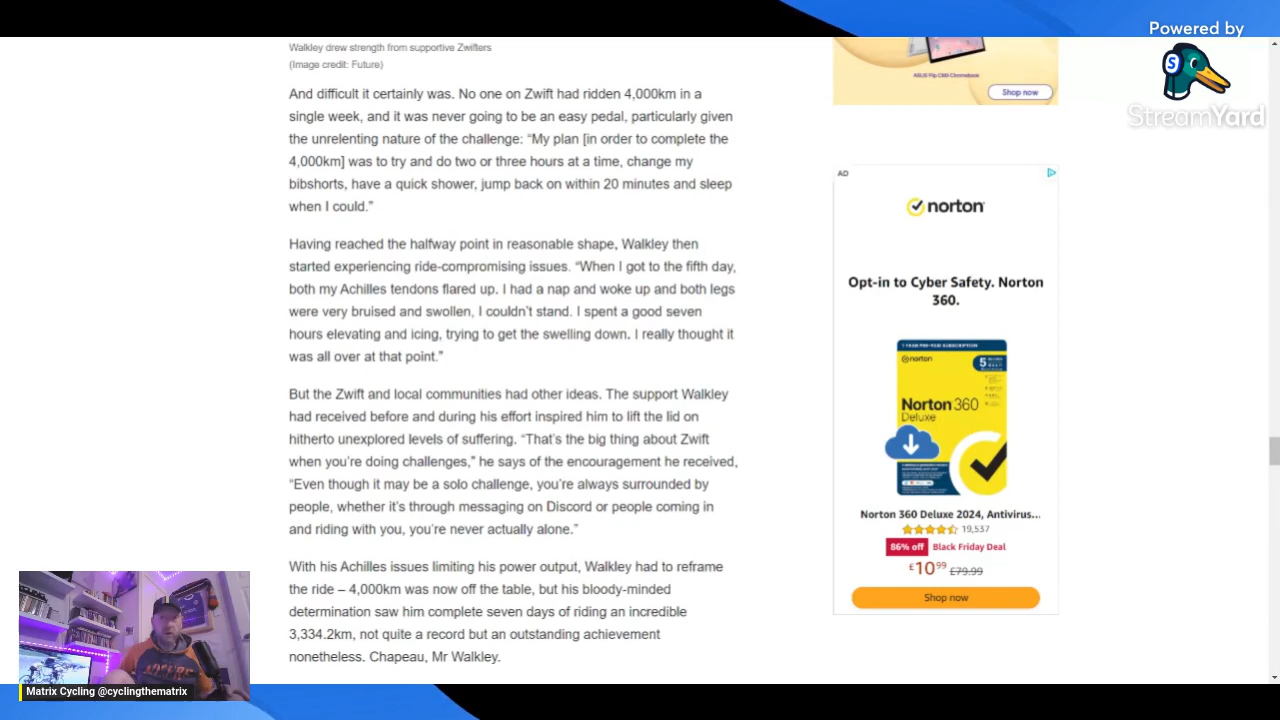 Powered by
StreamYard
Walkley drew strength from supportive Zwifters
(Image credit: Future)
And difficult it certainly was. No one on Zwift had ridden 4,000km in a
single week, and it was never going to be an easy pedal, particularly given
the unrelenting nature of the challenge: “My plan [in order to complete the
4,000km] was to try and do two or three hours at a time, change my
bibshorts, have a quick shower, jump back on within 20 minutes and sleep
when I could.”
Having reached the halfway point in reasonable shape, Walkley then
started experiencing ride-compromising issues. “When I got to the fifth day,
both my Achilles tendons flared up. I had a nap and woke up and both legs
were very bruised and swollen, I couldn’t stand. I spent a good seven
hours elevating and icing, trying to get the swelling down. I really thought it
was all over at that point.”
But the Zwift and local communities had other ideas. The support Walkley
had received before and during his effort inspired him to lift the lid on
hitherto unexplored levels of suffering. “That’s the big thing about Zwift
when you’re doing challenges,” he says of the encouragement he received,
“Even though it may be a solo challenge, you’re always surrounded by
people, whether it’s through messaging on Discord or people coming in
and riding with you, you’re never actually alone.”
With his Achilles issues limiting his power output, Walkley had to reframe
the ride – 4,000km was now off the table, but his bloody-minded
determination saw him complete seven days of riding an incredible
3,334.2km, not quite a record but an outstanding achievement
nonetheless. Chapeau, Mr Walkley.
ASUS Flip CM3 Chromebook
Shop now
AD
norton
Opt-in to Cyber Safety. Norton
360.
1 YEAR PRE-PAID SUBSCRIPTION
norton
5
Norton 360
Deluxe
Norton 360 Deluxe 2024, Antivirus...
19,537
86% off Black Friday Deal
£10.99 £79.99
Shop now
Matrix Cycling @cyclingthematrix